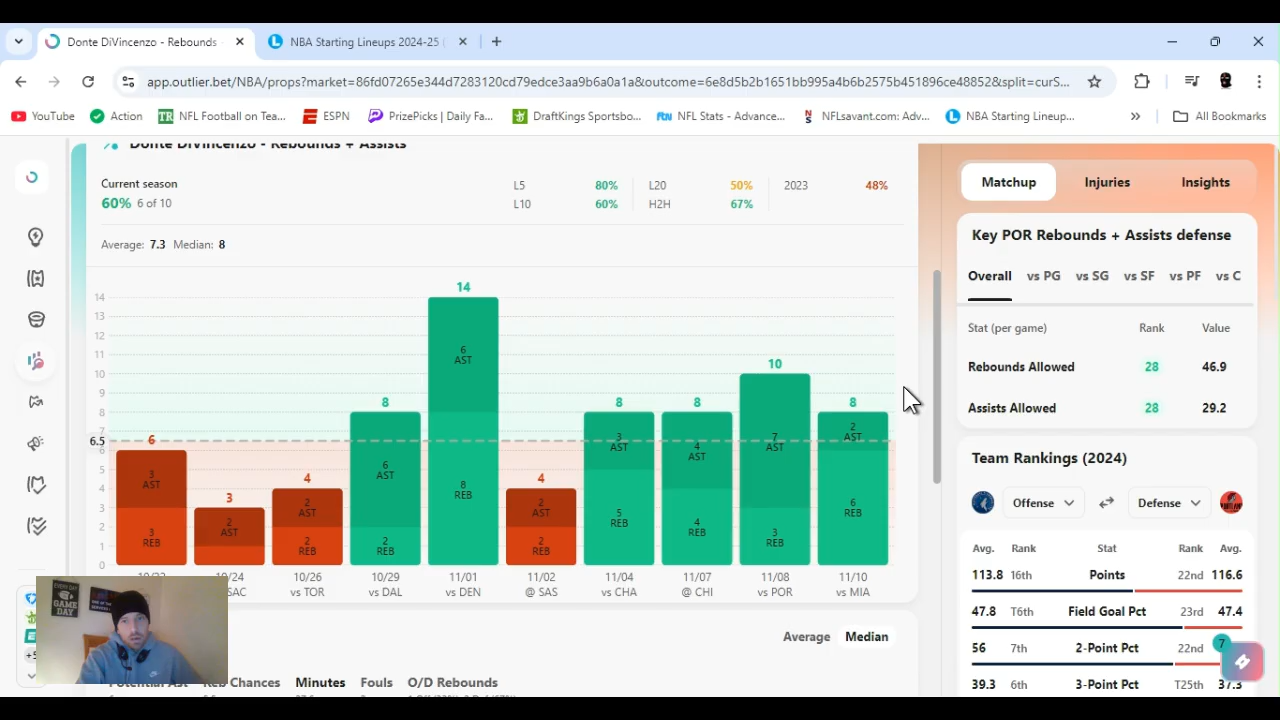 Donte DiVincenzo - Rebounds
NBA Starting Lineups 2024-25
app.outlier.bet/NBA/props?market=86fd07265e344d7283120cd79edce3aa9b6a0a1a&outcome=6e8d5b2b1651bb995a4b6b2575b451896ce48852&split=curS...
YouTube Action NFL Football on Tea... ESPN PrizePicks | Daily Fa... DraftKings Sportsbo... NFL Stats - Advance... NFLsavant.com: Adv... NBA Starting Lineup... » All Bookmarks
Donte DiVincenzo - Rebounds + Assists
Current season
60% 6 of 10
L5 80% L20 50% 2023 48%
L10 60% H2H 67%
Average: 7.3 Median: 8
14
13
12
11
10
9
8
7
6.5
6
5
4
3
2
1
0
6
3 AST
3 REB
3
2 AST
10/24
SAC
4
2 AST
2 REB
10/26
vs TOR
8
6 AST
2 REB
10/29
vs DAL
14
6 AST
8 REB
11/01
vs DEN
4
2 AST
2 REB
11/02
@ SAS
8
3 AST
5 REB
11/04
vs CHA
8
4 AST
4 REB
11/07
@ CHI
10
7 AST
3 REB
11/08
vs POR
8
2 AST
6 REB
11/10
vs MIA
Average Median
Potential Ast Reb Chances Minutes Fouls O/D Rebounds
EVERY DAY
GAME
DAY
Matchup Injuries Insights
Key POR Rebounds + Assists defense
Overall vs PG vs SG vs SF vs PF vs C
Stat (per game) Rank Value
Rebounds Allowed 28 46.9
Assists Allowed 28 29.2
Team Rankings (2024)
Offense Defense
Avg. Rank Stat Rank Avg.
113.8 16th Points 22nd 116.6
47.8 T6th Field Goal Pct 23rd 47.4
56 7th 2-Point Pct 22nd
7
39.3 6th 3-Point Pct T25th 37.3